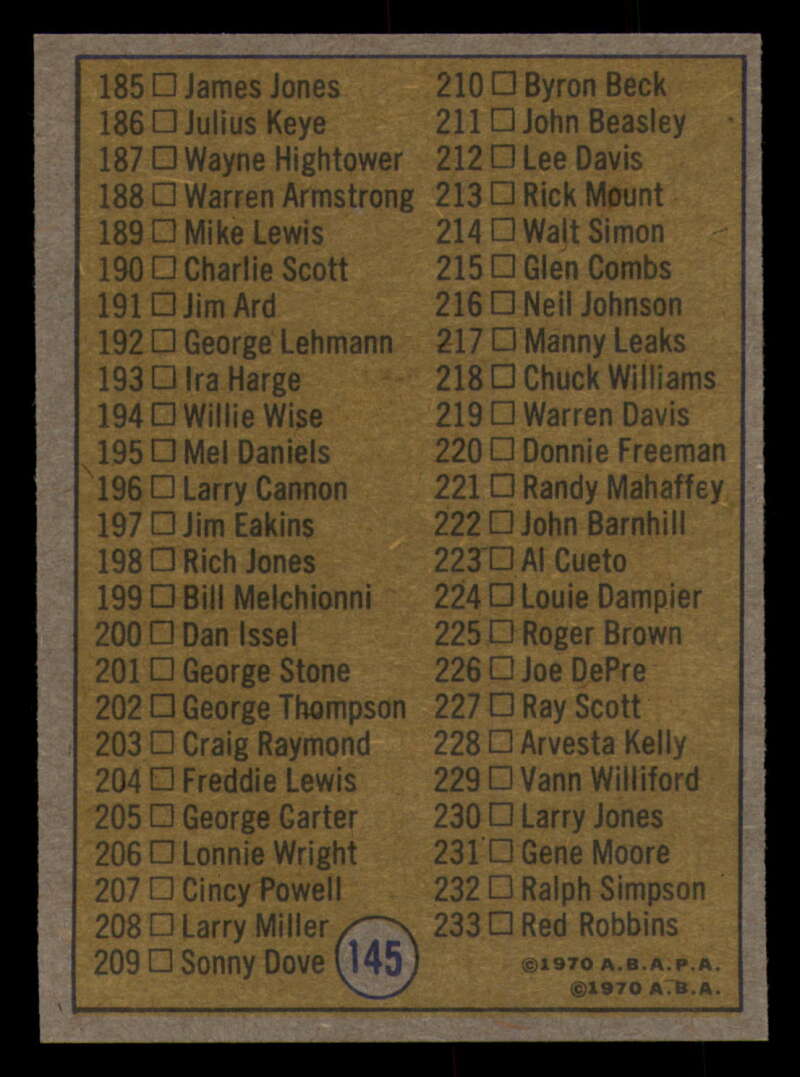 185 □ James Jones
186 □ Julius Keye
187 □ Wayne Hightower
188 □ Warren Armstrong
189 □ Mike Lewis
190 □ Charlie Scott
191 □ Jim Ard
192 □ George Lehmann
193 □ Ira Harge
194 □ Willie Wise
195 □ Mel Daniels
196 □ Larry Cannon
197 □ Jim Eakins
198 □ Rich Jones
199 □ Bill Melchionni
200 □ Dan Issel
201 □ George Stone
202 □ George Thompson
203 □ Craig Raymond
204 □ Freddie Lewis
205 □ George Carter
206 □ Lonnie Wright
207 □ Cincy Powell
208 □ Larry Miller
209 □ Sonny Dove
145
210 □ Byron Beck
211 □ John Beasley
212 □ Lee Davis
213 □ Rick Mount
214 □ Walt Simon
215 □ Glen Combs
216 □ Neil Johnson
217 □ Manny Leaks
218 □ Chuck Williams
219 □ Warren Davis
220 □ Donnie Freeman
221 □ Randy Mahaffey
222 □ John Barnhill
223 □ Al Cueto
224 □ Louie Dampier
225 □ Roger Brown
226 □ Joe DePre
227 □ Ray Scott
228 □ Arvesta Kelly
229 □ Vann Williford
230 □ Larry Jones
231 □ Gene Moore
232 □ Ralph Simpson
233 □ Red Robbins
©1970 A.B.A.P.A.
©1970 A.B.A.